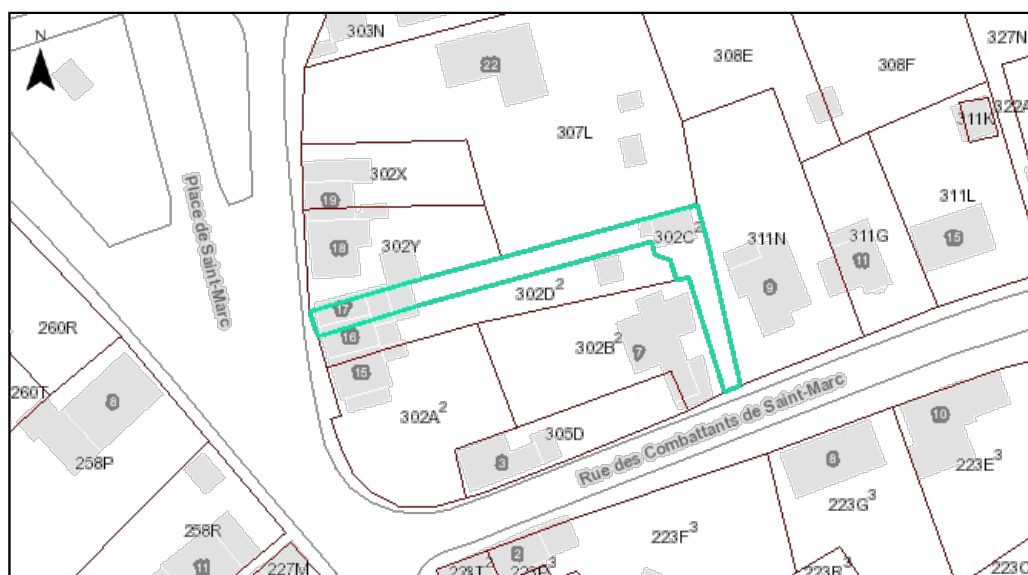 N
303N
22
308E
308F
327N
322A
311K
307L
302X
19
18
302Y
Place de Saint-Marc
17
16
15
302C²
302D²
311N
9
311G
11
311L
15
302B²
7
302A²
305D
3
Rue des Combattants de Saint-Marc
260R
260T
8
258P
258R
11
227M
10
223E³
8
223G³
223F³
2